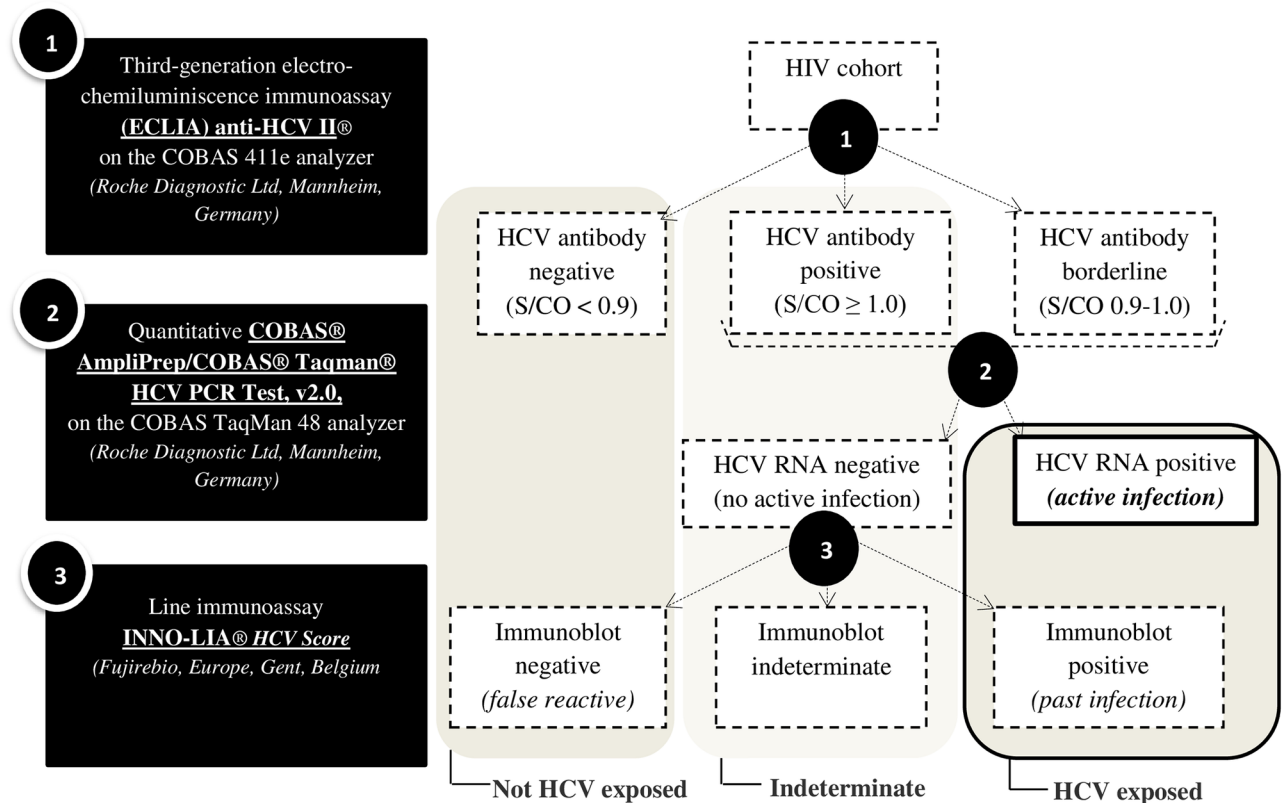 1
Third-generation electro-
chemiluminiscence immunoassay
(ECLIA) anti-HCV II®
on the COBAS 411e analyzer
(Roche Diagnostic Ltd, Mannheim,
Germany)
2
Quantitative COBAS®
AmpliPrep/COBAS® Taqman®
HCV PCR Test, v2.0,
on the COBAS TaqMan 48 analyzer
(Roche Diagnostic Ltd, Mannheim,
Germany)
3
Line immunoassay
INNO-LIA® HCV Score
(Fujirebio, Europe, Gent, Belgium
HIV cohort
1
HCV antibody
negative
(S/CO < 0.9)
HCV antibody
positive
(S/CO ≥ 1.0)
HCV antibody
borderline
(S/CO 0.9-1.0)
2
HCV RNA negative
(no active infection)
HCV RNA positive
(active infection)
3
Immunoblot
negative
(false reactive)
Immunoblot
indeterminate
Immunoblot
positive
(past infection)
Not HCV exposed
Indeterminate
HCV exposed